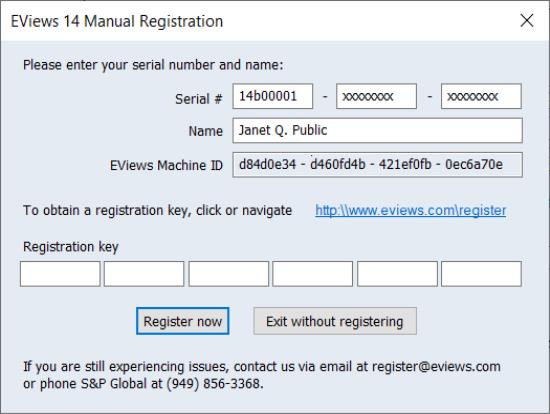 EViews 14 Manual Registration
Please enter your serial number and name:
Serial # 14b00001 - xxxxxxxx - xxxxxxxx
Name Janet Q. Public
EViews Machine ID d84d0e34 - d460fd4b - 421ef0fb - 0ec6a70e
To obtain a registration key, click or navigate http:\\www.eviews.com\register
Registration key
Register now Exit without registering
If you are still experiencing issues, contact us via email at register@eviews.com
or phone S&P Global at (949) 856-3368.